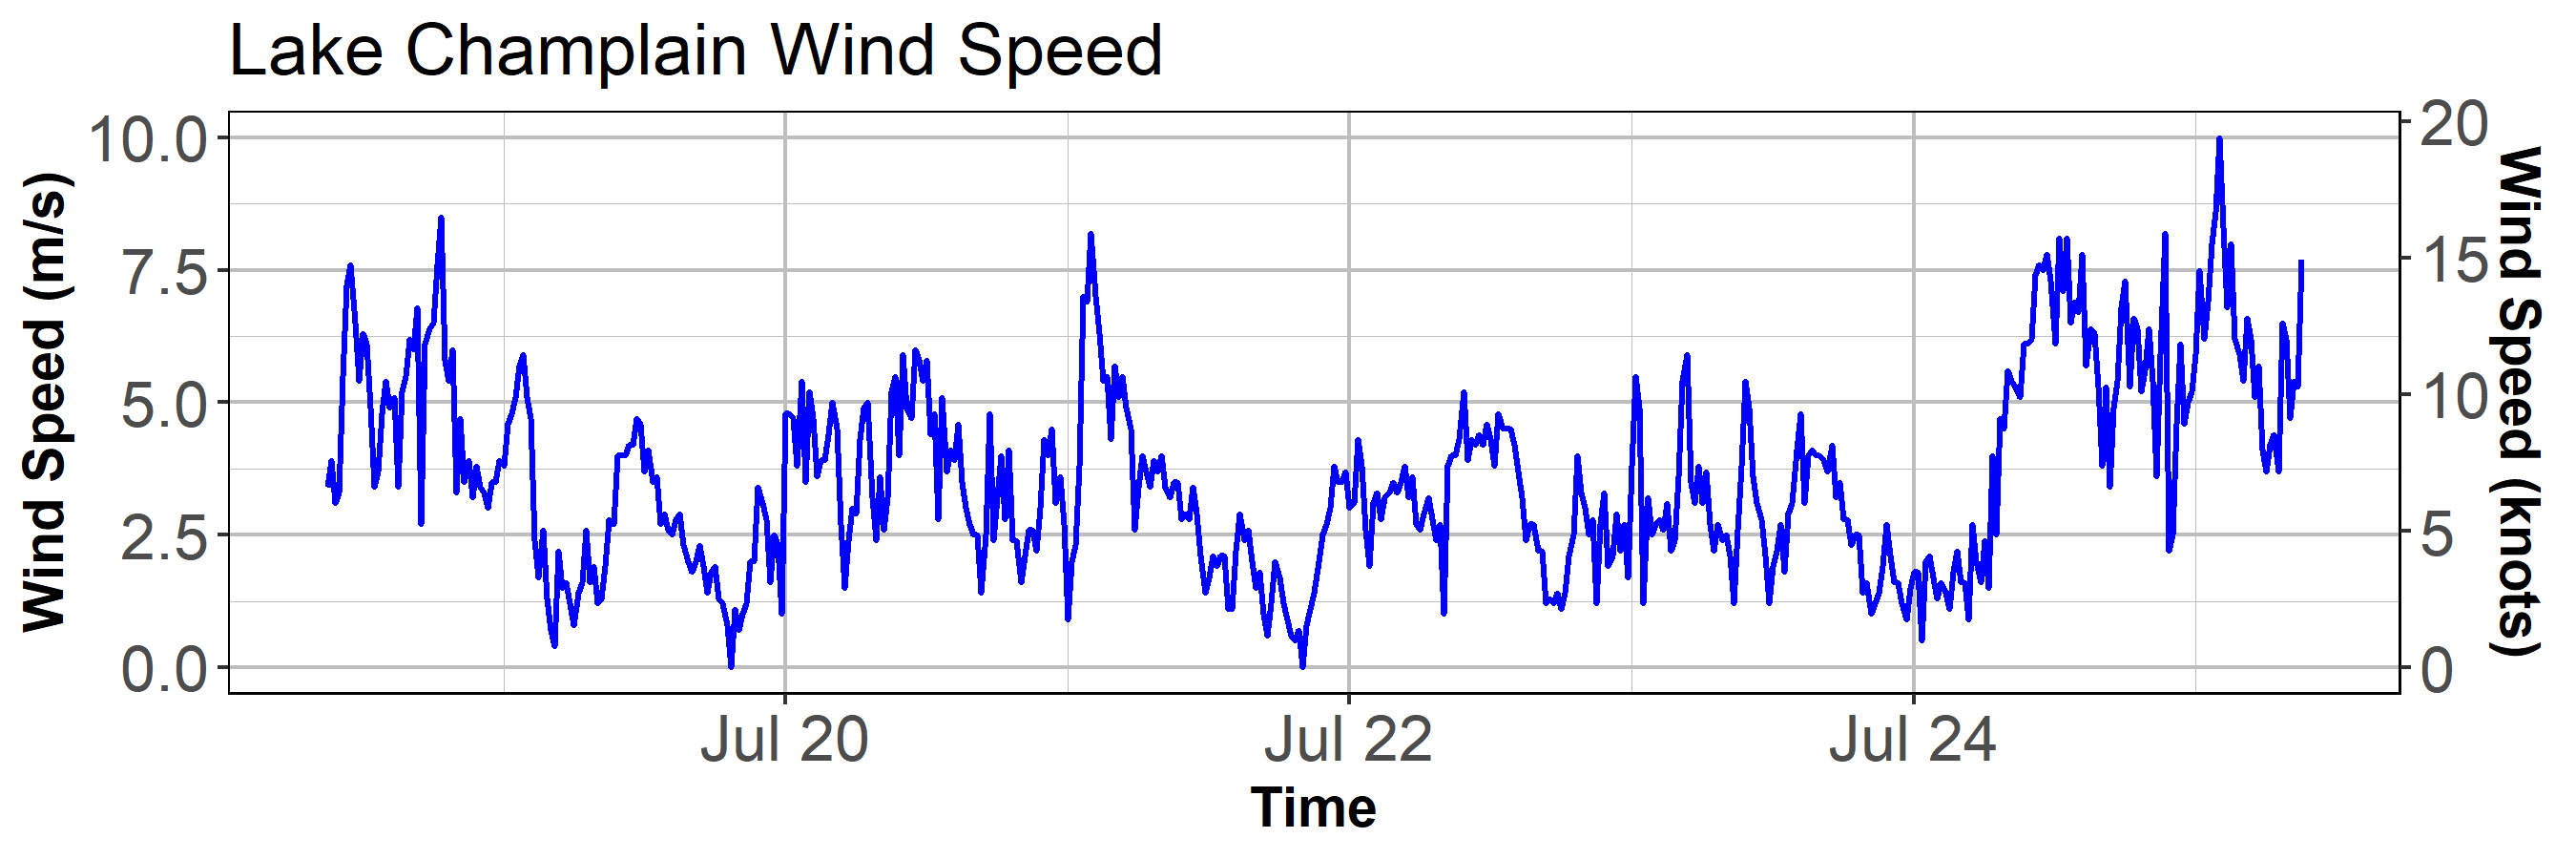 Lake Champlain Wind Speed
Wind Speed (m/s)
10.0
7.5
5.0
2.5
0.0
20
15
10
5
0
Wind Speed (knots)
Jul 20
Jul 22
Jul 24
Time